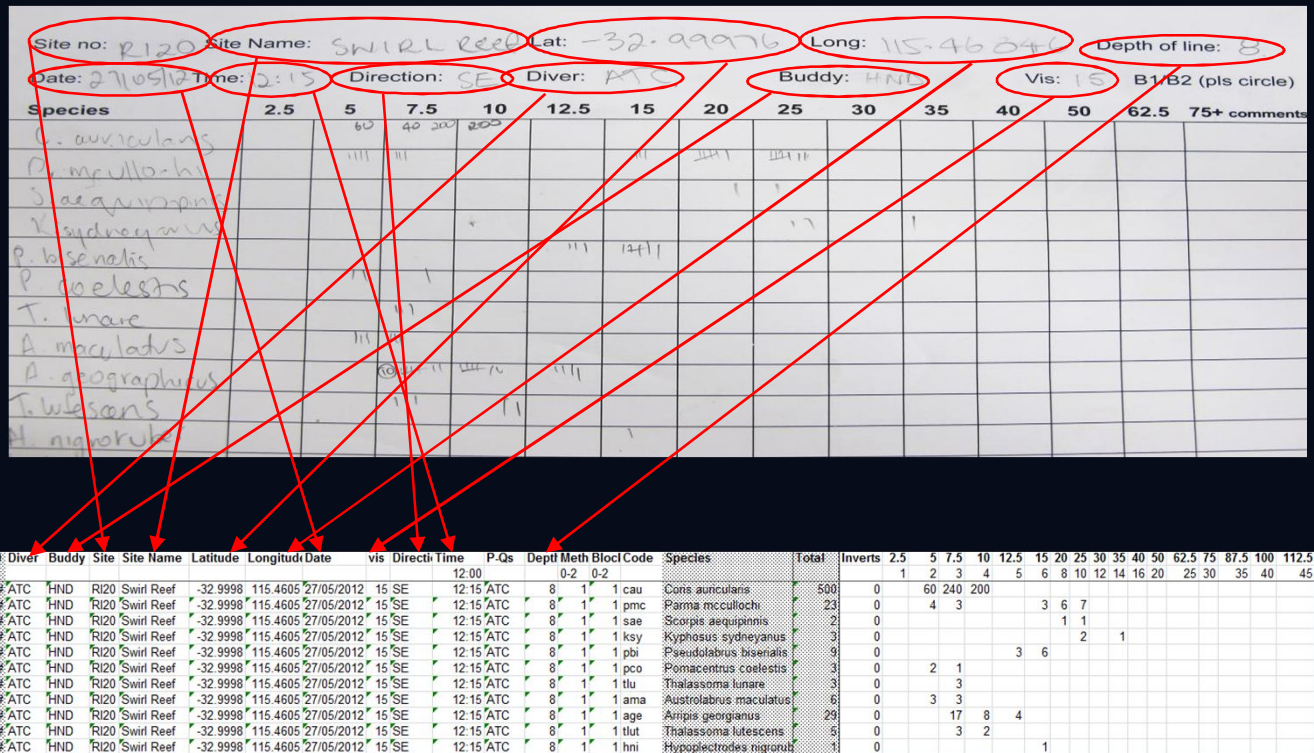 Site no: RI20 Site Name: SWIRL Reef Lat: -32.99976 Long: 115.46046 Depth of line: 8
Date: 27/05/12 Time: 12:15 Direction: SE Diver: ATC Buddy: HND Vis: 15 B1/B2 (pls circle)
Species 2.5 5 7.5 10 12.5 15 20 25 30 35 40 50 62.5 75+ comments
C. auricularis 60 40 200 200
P. mcullochi
S. aequipinnis
K sydneyanus
P. bisenalis
P coelestis
T. lunare
A. maculatus
A. geographicus 10
T. lutescens
H. nigroruber
Diver Buddy Site Site Name Latitude Longitude Date vis Directi Time P-Qs Depth Meth Block Code Species Total Inverts 2.5 5 7.5 10 12.5 15 20 25 30 35 40 50 62.5 75 87.5 100 112.5
12:00 0-2 0-2 1 2 3 4 5 6 8 10 12 14 16 20 25 30 35 40 45
# ATC HND RI20 Swirl Reef -32.9998 115.4605 27/05/2012 15 SE 12:15 ATC 8 1 1 cau Coris auricularis 500 0 60 240 200
# ATC HND RI20 Swirl Reef -32.9998 115.4605 27/05/2012 15 SE 12:15 ATC 8 1 1 pmc Parma mccullochi 23 0 4 3 3 6 7
# ATC HND RI20 Swirl Reef -32.9998 115.4605 27/05/2012 15 SE 12:15 ATC 8 1 1 sae Scorpis aequipinnis 2 0 1 1
# ATC HND RI20 Swirl Reef -32.9998 115.4605 27/05/2012 15 SE 12:15 ATC 8 1 1 ksy Kyphosus sydneyanus 3 0 2 1
# ATC HND RI20 Swirl Reef -32.9998 115.4605 27/05/2012 15 SE 12:15 ATC 8 1 1 pbi Pseudolabrus biserialis 9 0 3 6
# ATC HND RI20 Swirl Reef -32.9998 115.4605 27/05/2012 15 SE 12:15 ATC 8 1 1 pco Pomacentrus coelestis 3 0 2 1
# ATC HND RI20 Swirl Reef -32.9998 115.4605 27/05/2012 15 SE 12:15 ATC 8 1 1 tlu Thalassoma lunare 3 0 3
# ATC HND RI20 Swirl Reef -32.9998 115.4605 27/05/2012 15 SE 12:15 ATC 8 1 1 ama Austrolabrus maculatus 6 0 3 3
# ATC HND RI20 Swirl Reef -32.9998 115.4605 27/05/2012 15 SE 12:15 ATC 8 1 1 age Arripis georgianus 29 0 17 8 4
# ATC HND RI20 Swirl Reef -32.9998 115.4605 27/05/2012 15 SE 12:15 ATC 8 1 1 tlut Thalassoma lutescens 5 0 3 2
# ATC HND RI20 Swirl Reef -32.9998 115.4605 27/05/2012 15 SE 12:15 ATC 8 1 1 hni Hypoplectrodes nigrorub 1 0 1